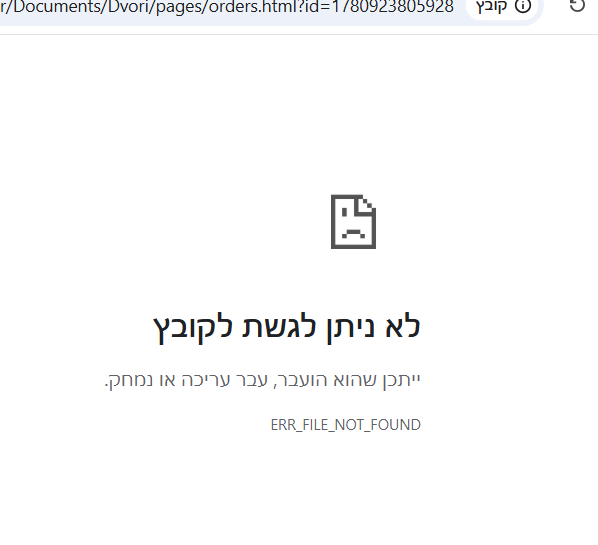 r/Documents/Dvori/pages/orders.html?id=1780923805928 קובץ
לא ניתן לגשת לקובץ
ייתכן שהוא הועבר, עבר עריכה או נמחק.
ERR_FILE_NOT_FOUND